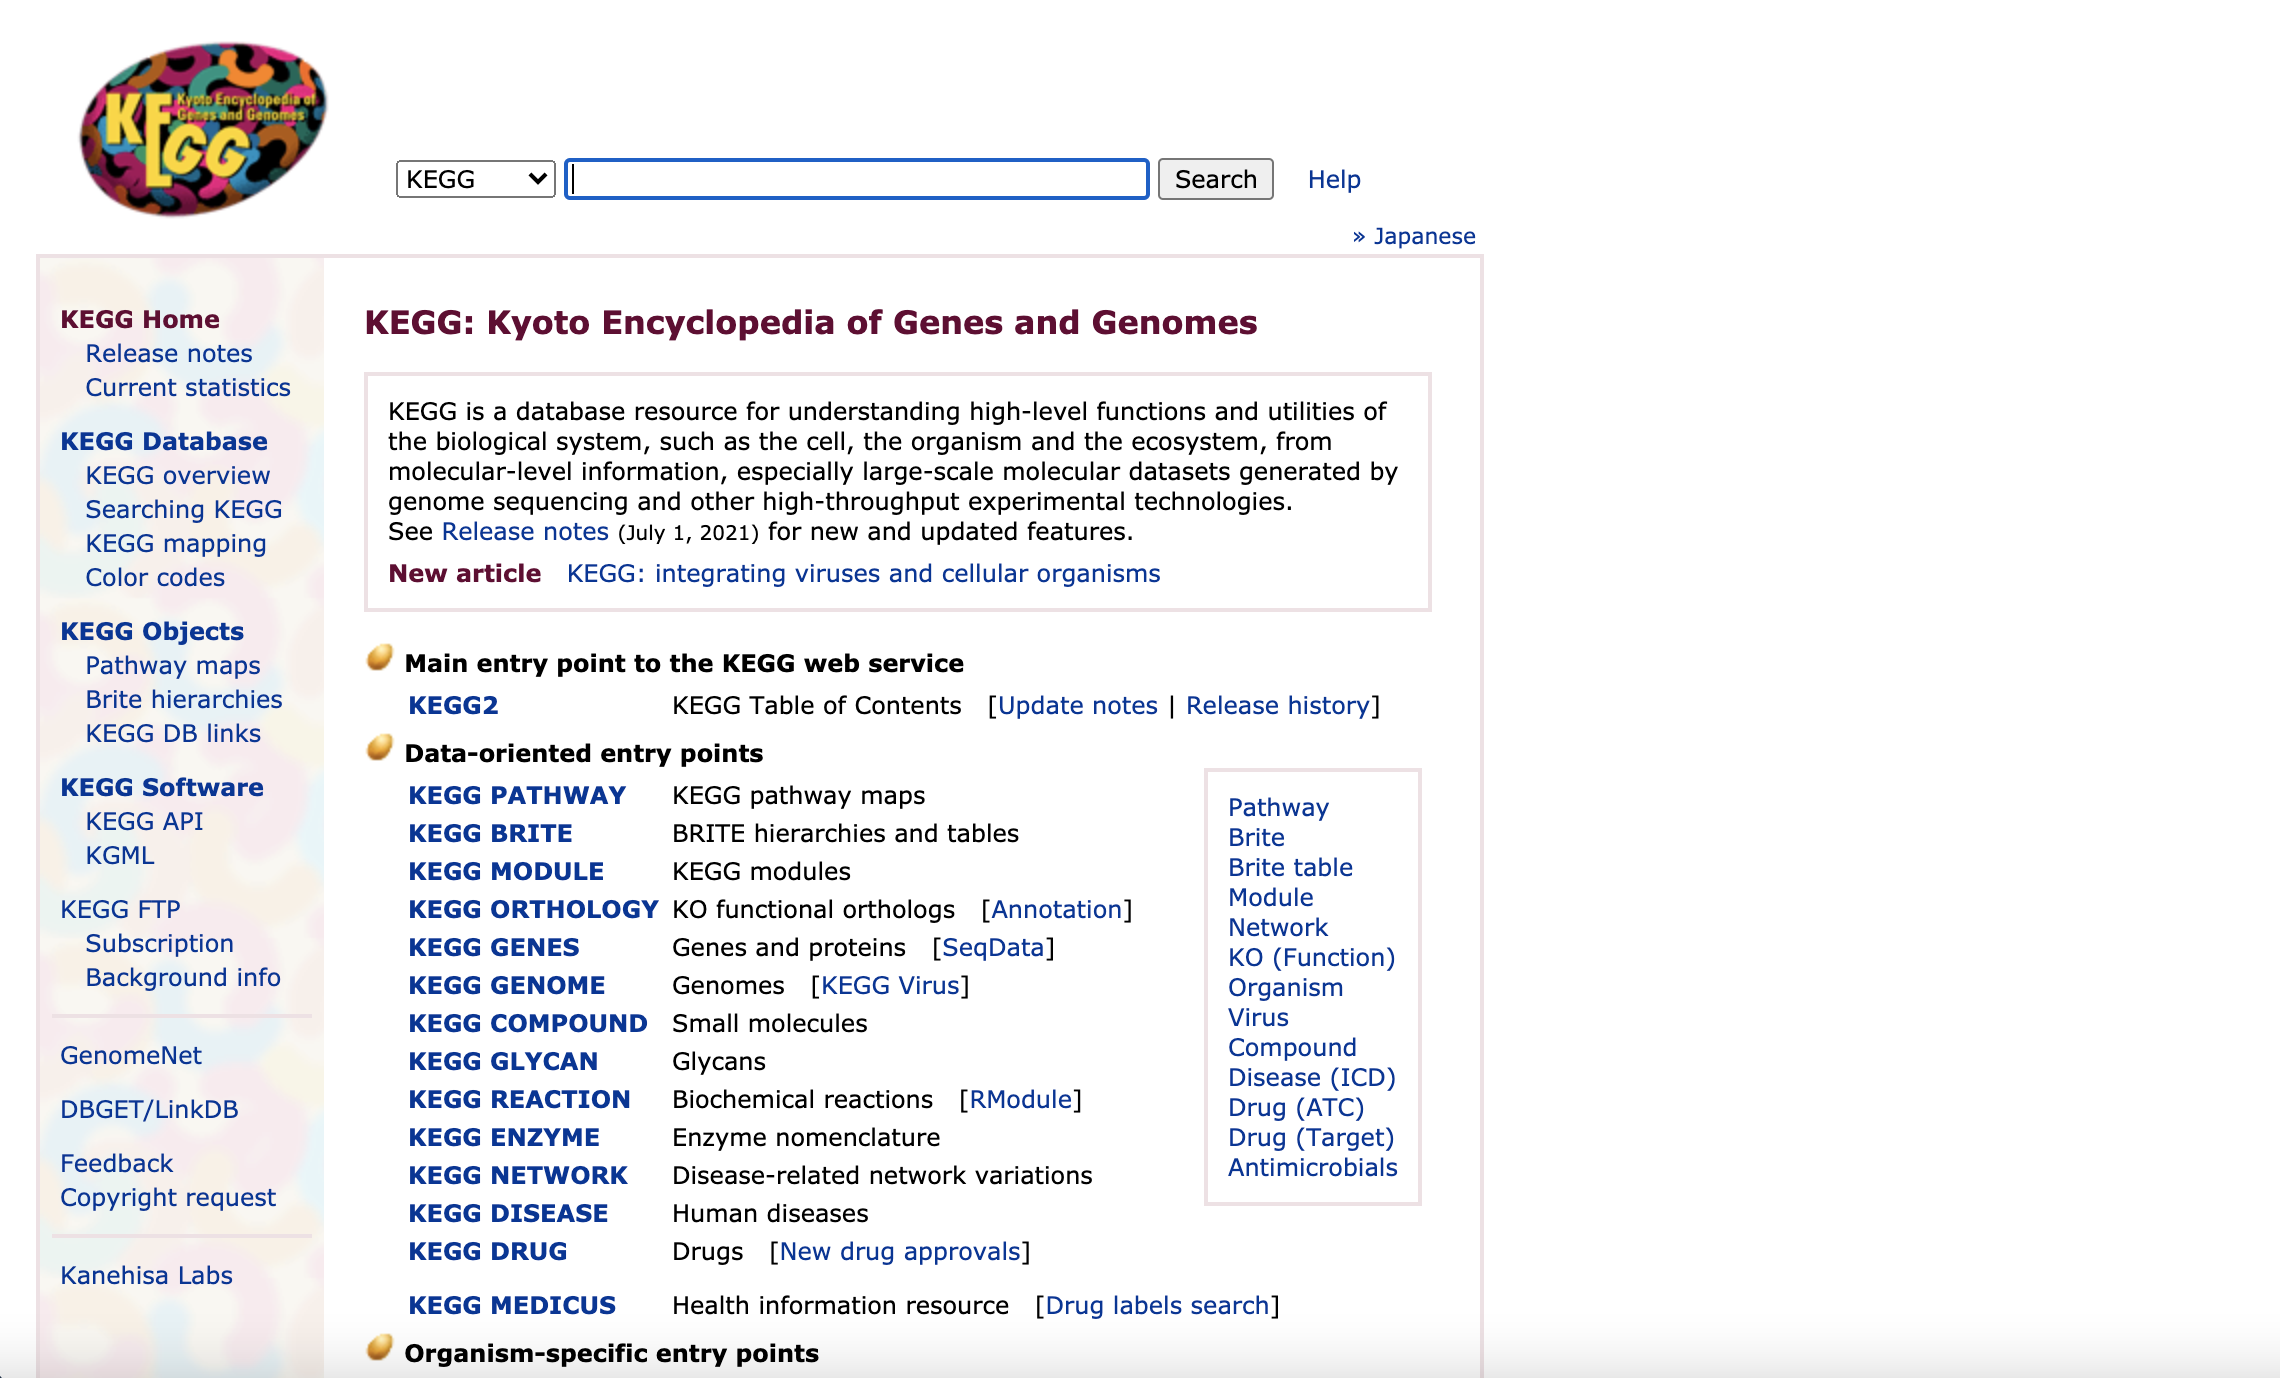 KEGG
Kyoto Encyclopedia of
Genes and Genomes
KEGG
Search
Help
» Japanese
KEGG Home
Release notes
Current statistics
KEGG Database
KEGG overview
Searching KEGG
KEGG mapping
Color codes
KEGG Objects
Pathway maps
Brite hierarchies
KEGG DB links
KEGG Software
KEGG API
KGML
KEGG FTP
Subscription
Background info
GenomeNet
DBGET/LinkDB
Feedback
Copyright request
Kanehisa Labs
KEGG: Kyoto Encyclopedia of Genes and Genomes
KEGG is a database resource for understanding high-level functions and utilities of
the biological system, such as the cell, the organism and the ecosystem, from
molecular-level information, especially large-scale molecular datasets generated by
genome sequencing and other high-throughput experimental technologies.
See Release notes (July 1, 2021) for new and updated features.
New article KEGG: integrating viruses and cellular organisms
Main entry point to the KEGG web service
KEGG2 KEGG Table of Contents [Update notes | Release history]
Data-oriented entry points
KEGG PATHWAY KEGG pathway maps
KEGG BRITE BRITE hierarchies and tables
KEGG MODULE KEGG modules
KEGG ORTHOLOGY KO functional orthologs [Annotation]
KEGG GENES Genes and proteins [SeqData]
KEGG GENOME Genomes [KEGG Virus]
KEGG COMPOUND Small molecules
KEGG GLYCAN Glycans
KEGG REACTION Biochemical reactions [RModule]
KEGG ENZYME Enzyme nomenclature
KEGG NETWORK Disease-related network variations
KEGG DISEASE Human diseases
KEGG DRUG Drugs [New drug approvals]
KEGG MEDICUS Health information resource [Drug labels search]
Pathway
Brite
Brite table
Module
Network
KO (Function)
Organism
Virus
Compound
Disease (ICD)
Drug (ATC)
Drug (Target)
Antimicrobials
Organism-specific entry points